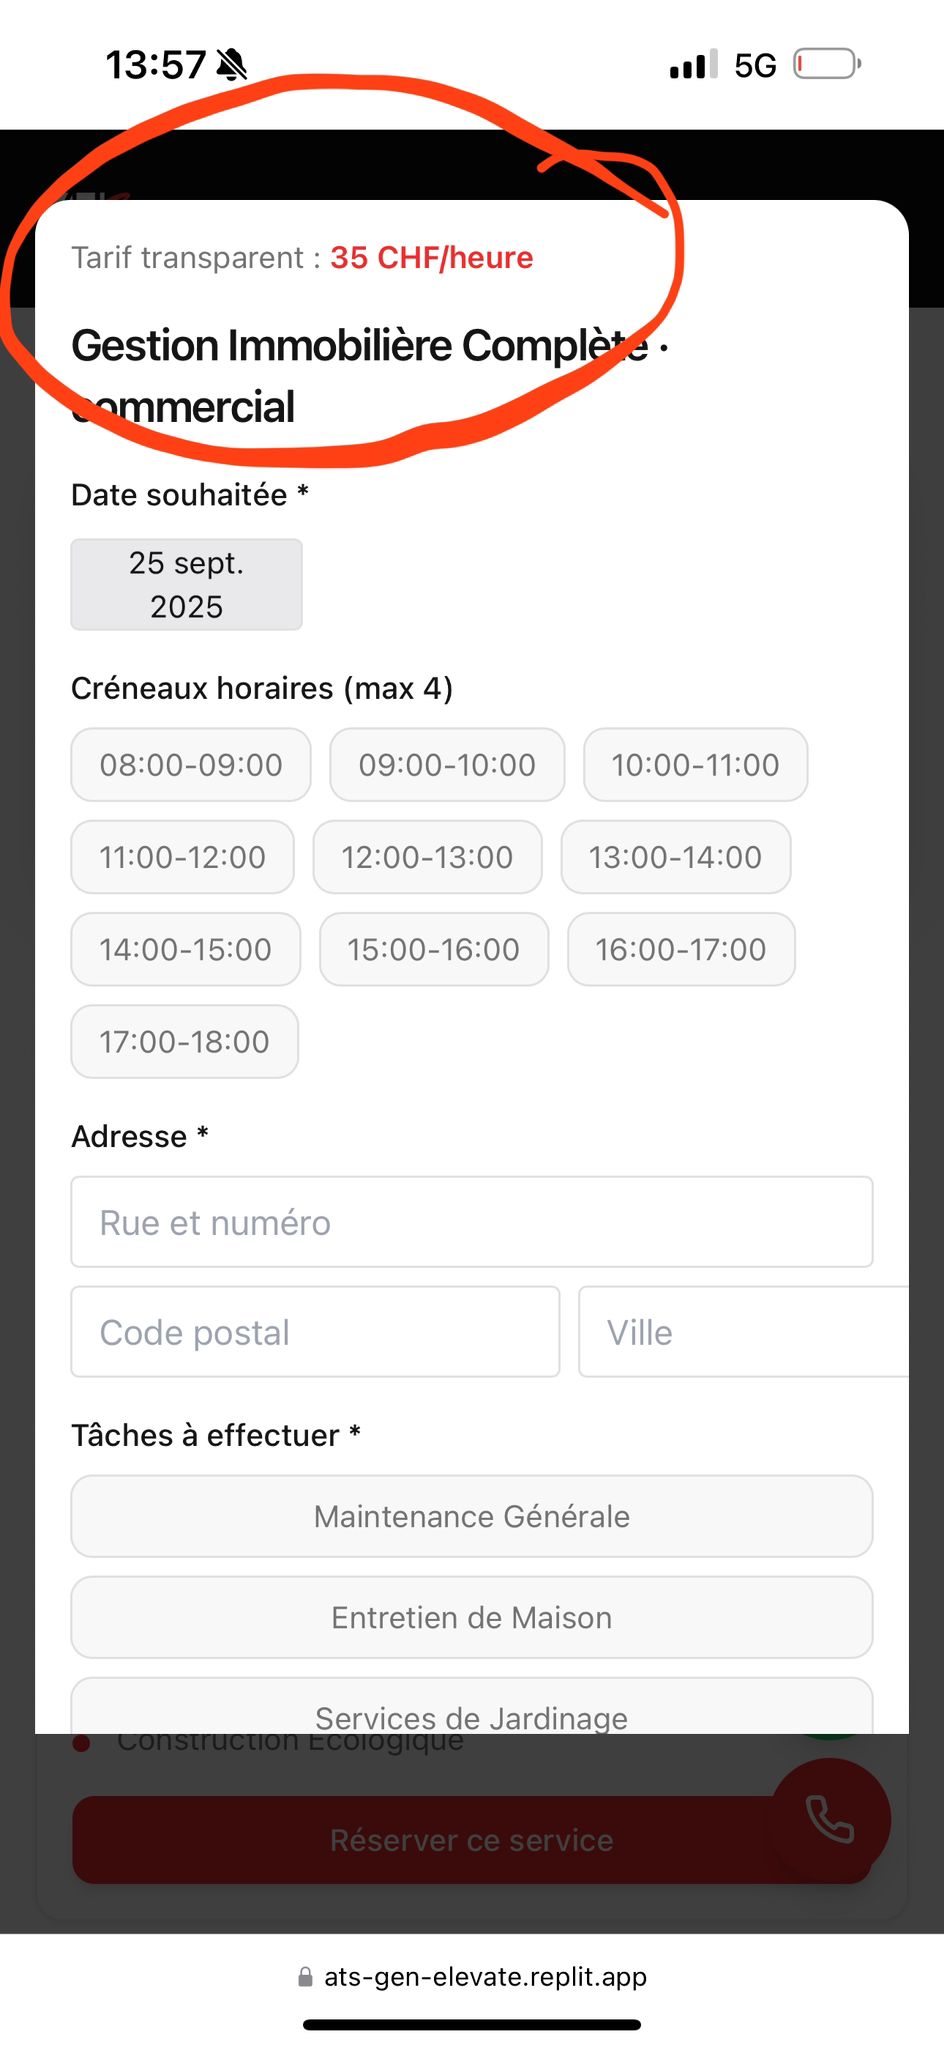 13:57
5G
Tarif transparent : 35 CHF/heure
Gestion Immobilière Complète ·
commercial
Date souhaitée *
25 sept.
2025
Créneaux horaires (max 4)
08:00-09:00 09:00-10:00 10:00-11:00
11:00-12:00 12:00-13:00 13:00-14:00
14:00-15:00 15:00-16:00 16:00-17:00
17:00-18:00
Adresse *
Rue et numéro
Code postal Ville
Tâches à effectuer *
Maintenance Générale
Entretien de Maison
Services de Jardinage
Construction Écologique
Réserver ce service
ats-gen-elevate.replit.app